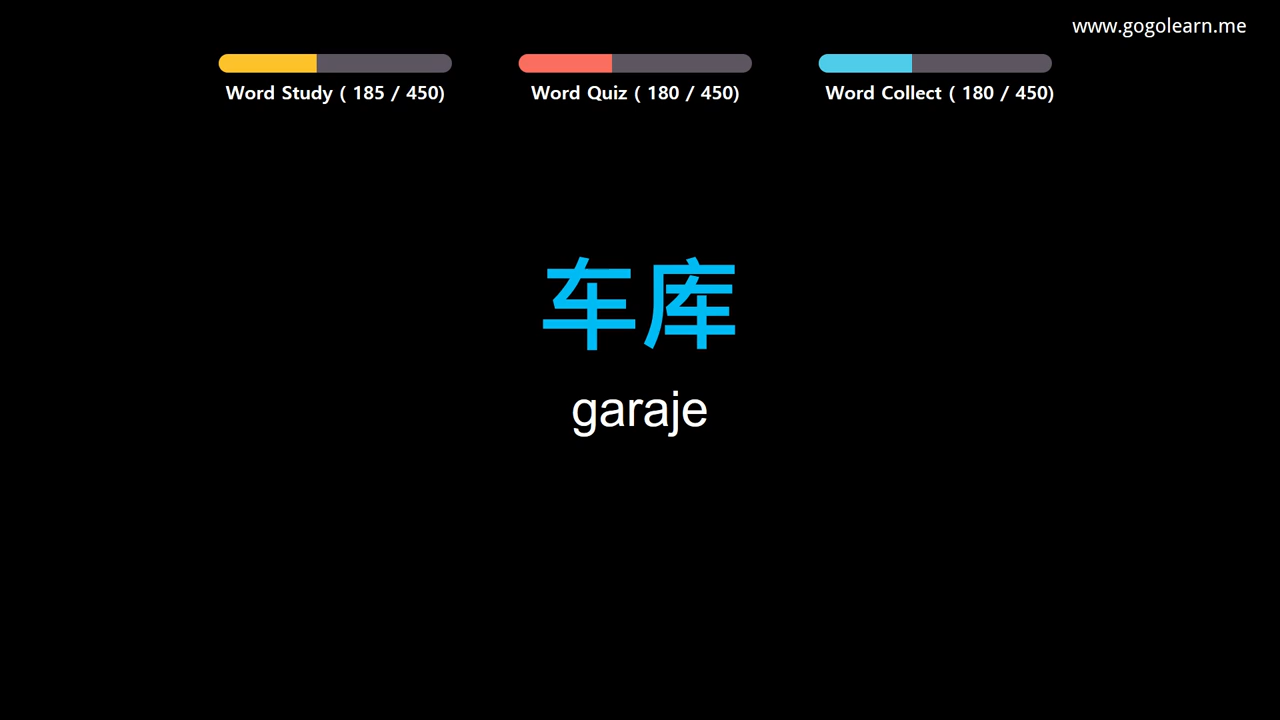 www.gogolearn.me
Word Study ( 185 / 450)
Word Quiz ( 180 / 450)
Word Collect ( 180 / 450)
车库
garaje